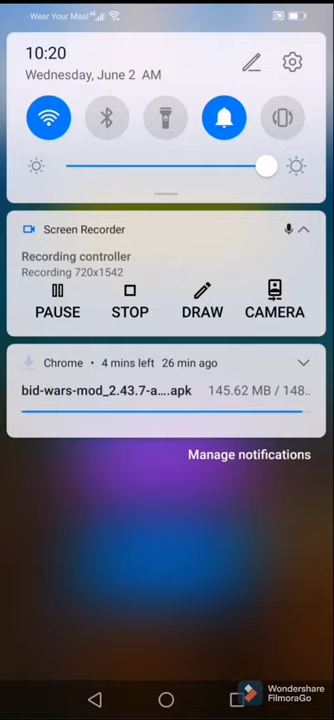 Wear Your Mask
10:20
Wednesday, June 2 AM
Screen Recorder
Recording controller
Recording 720x1542
PAUSE STOP DRAW CAMERA
Chrome • 4 mins left 26 min ago
bid-wars-mod_2.43.7-a....apk 145.62 MB / 148..
Manage notifications
Wondershare
FilmoraGo